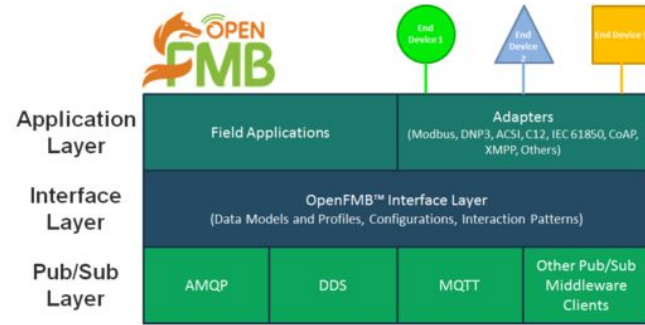 OPEN
FMB
End
Device 1
End
Device
2
End Device
Application
Layer
Field Applications
Adapters
(Modbus, DNP3, ACSI, C12, IEC 61850, CoAP,
XMPP, Others)
Interface
Layer
OpenFMB™ Interface Layer
(Data Models and Profiles, Configurations, Interaction Patterns)
Pub/Sub
Layer
AMQP
DDS
MQTT
Other Pub/Sub
Middleware
Clients